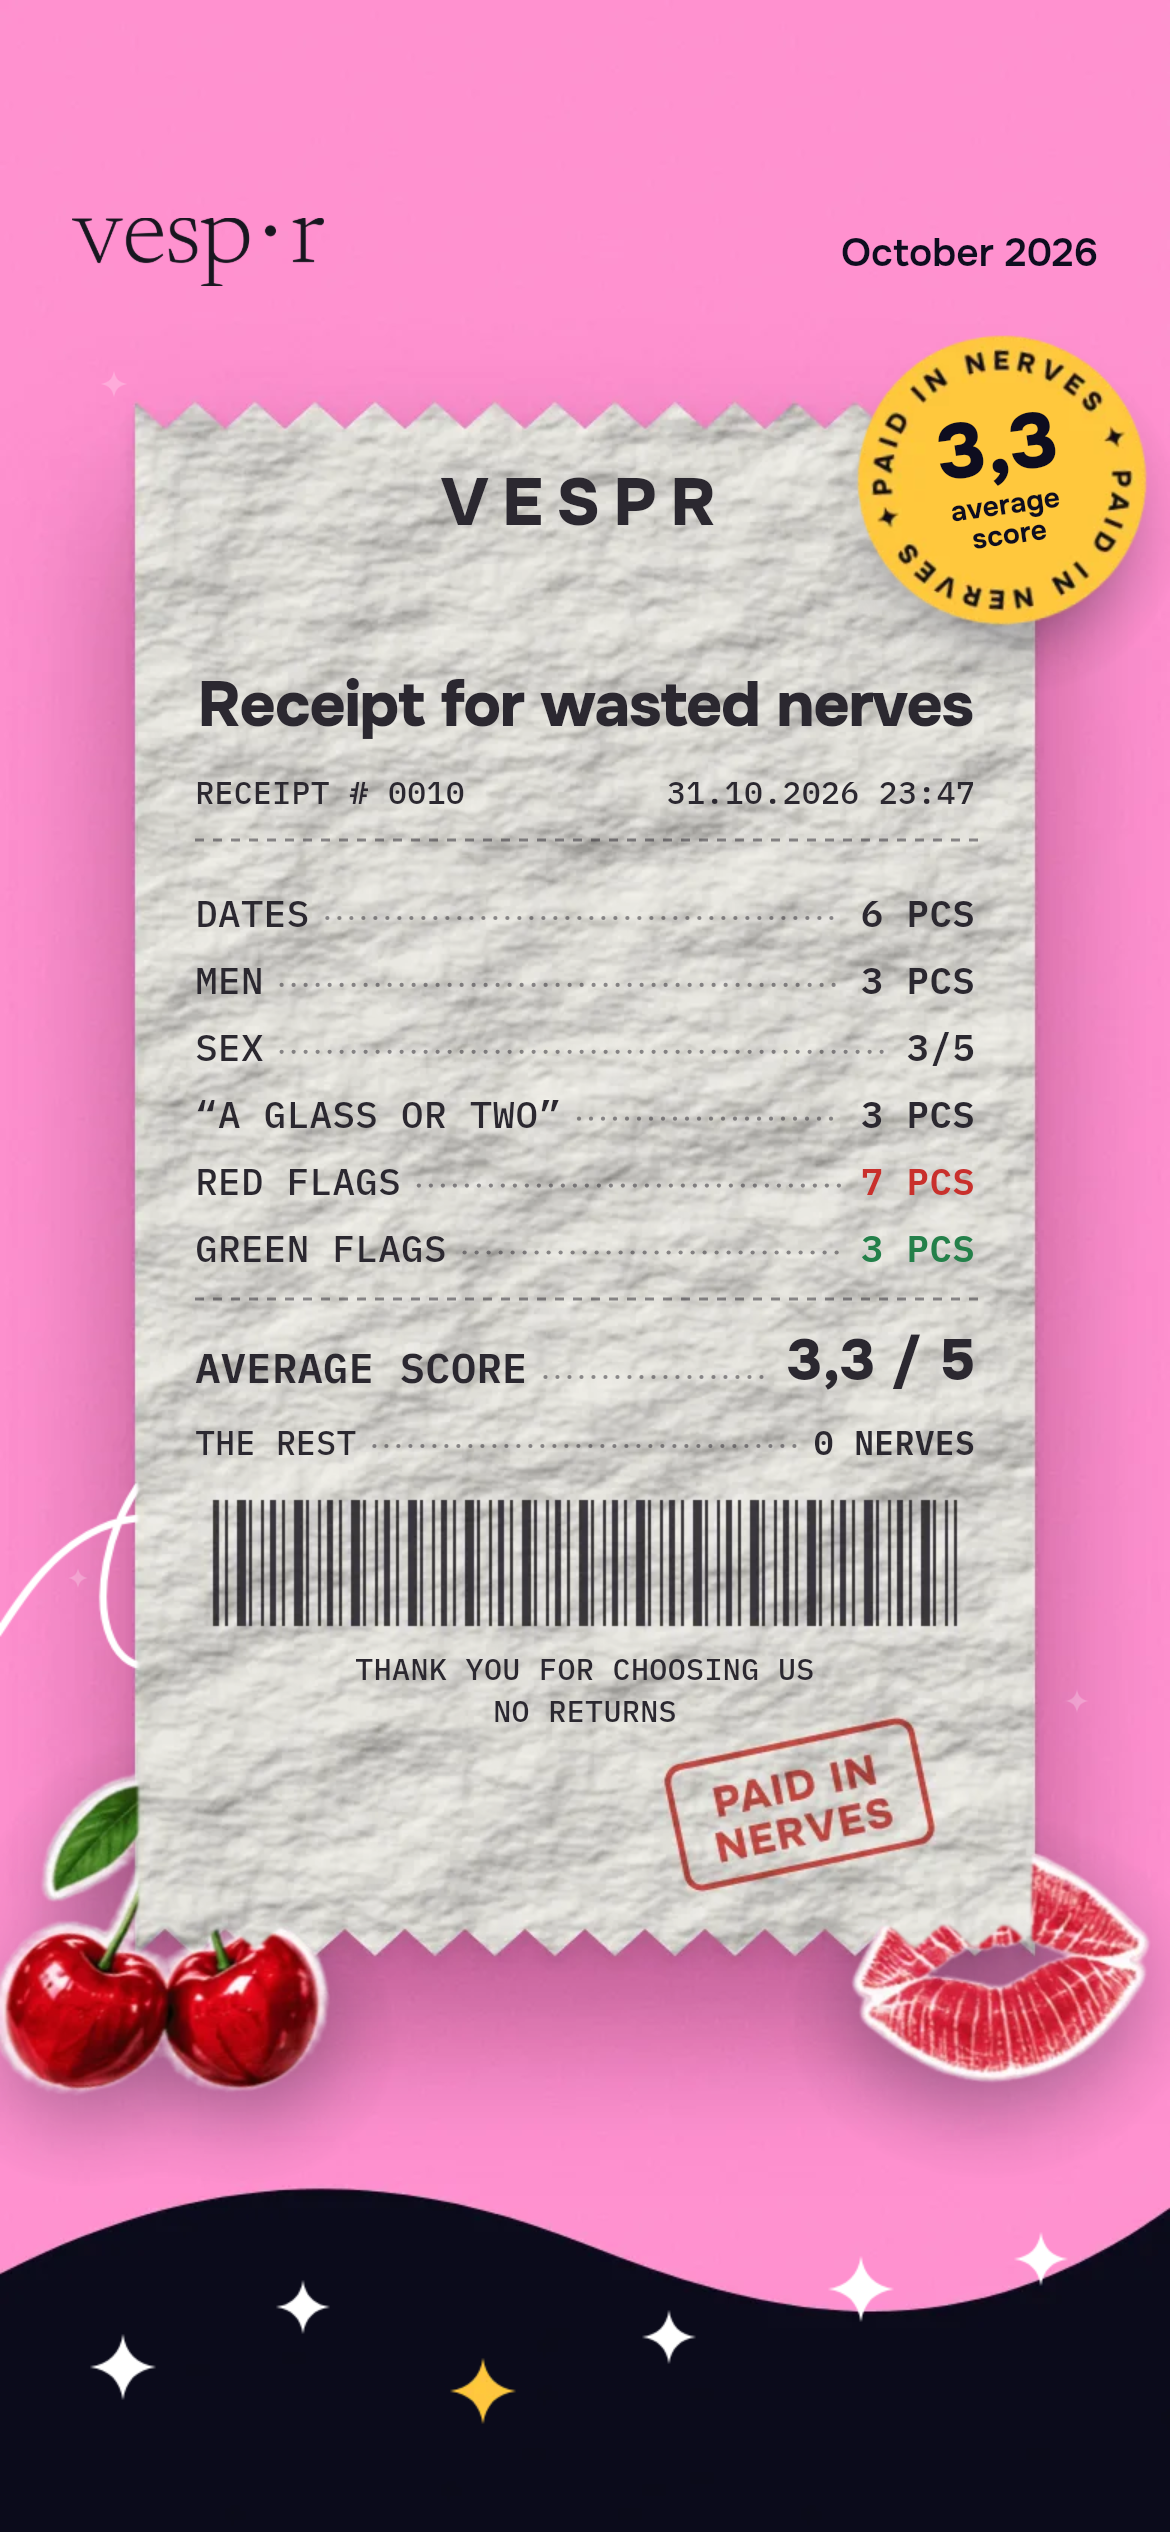 vesp·r
October 2026
PAID IN NERVES ✦ PAID IN NERVES ✦
3,3
average
score
VESPR
Receipt for wasted nerves
RECEIPT # 0010 31.10.2026 23:47
DATES 6 PCS
MEN 3 PCS
SEX 3/5
“A GLASS OR TWO” 3 PCS
RED FLAGS 7 PCS
GREEN FLAGS 3 PCS
AVERAGE SCORE 3,3 / 5
THE REST 0 NERVES
THANK YOU FOR CHOOSING US
NO RETURNS
PAID IN
NERVES